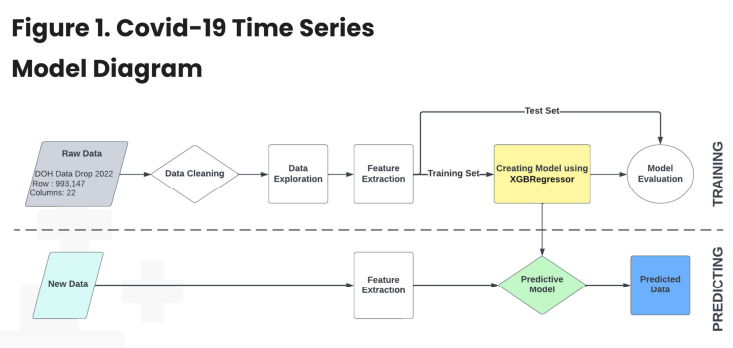 Figure 1. Covid-19 Time Series
Model Diagram
Test Set
Raw Data
DOH Data Drop 2022
Row : 993,147
Columns: 22
Data Cleaning
Data
Exploration
Feature
Extraction
Training Set
Creating Model using
XGBRegressor
Model
Evaluation
TRAINING
New Data
Feature
Extraction
Predictive
Model
Predicted
Data
PREDICTING